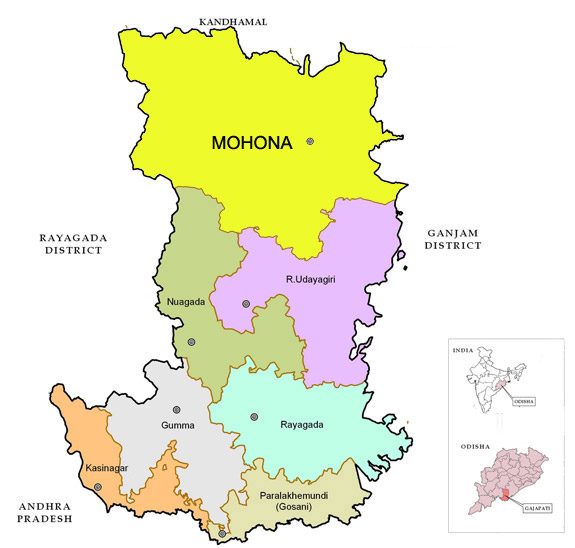 KANDHAMAL
MOHONA
RAYAGADA
DISTRICT
GANJAM
DISTRICT
R.Udayagiri
Nuagada
Gumma
Rayagada
Kasinagar
Paralakhemundi
(Gosani)
ANDHRA
PRADESH
INDIA
ODISHA
ODISHA
GAJAPATI